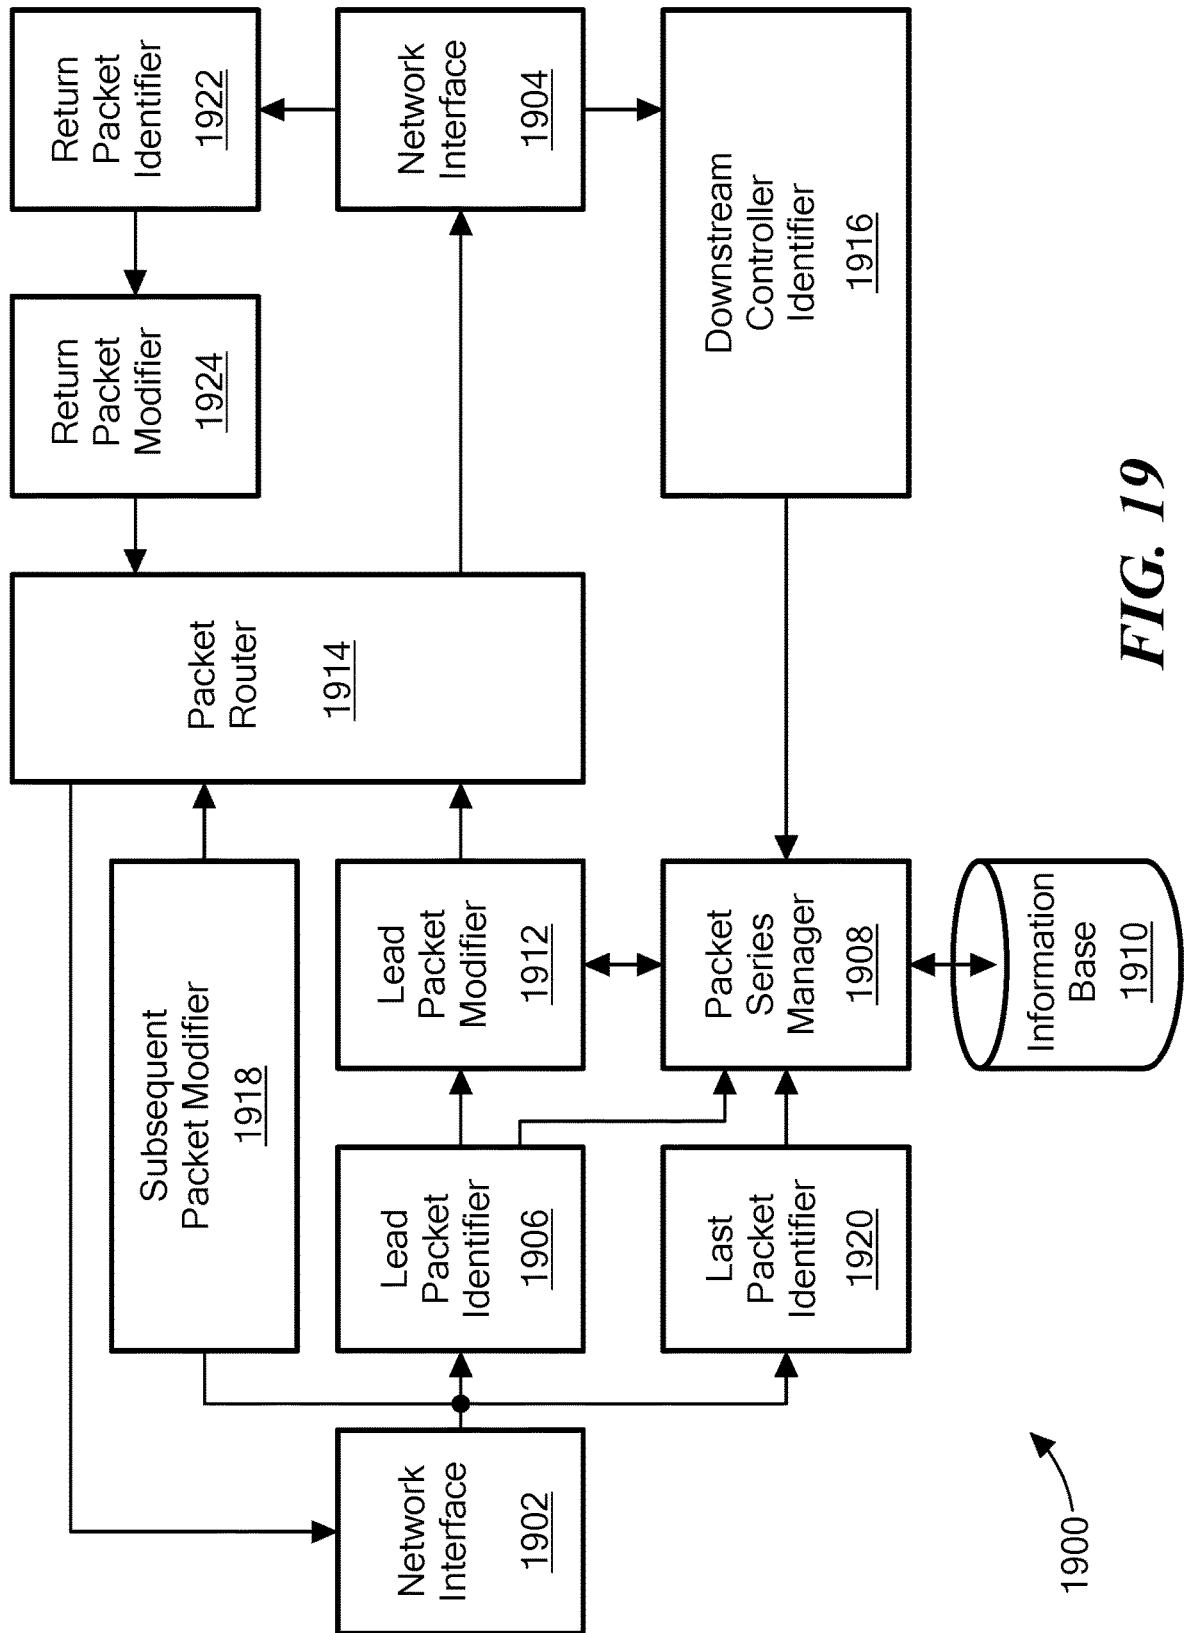 Network
Interface
1902
Subsequent
Packet Modifier
1918
Lead
Packet
Identifier
1906
Last
Packet
Identifier
1920
Lead
Packet
Modifier
1912
Packet
Series
Manager
1908
Information
Base
1910
Packet
Router
1914
Return
Packet
Modifier
1924
Return
Packet
Identifier
1922
Network
Interface
1904
Downstream
Controller
Identifier
1916
1900
FIG. 19